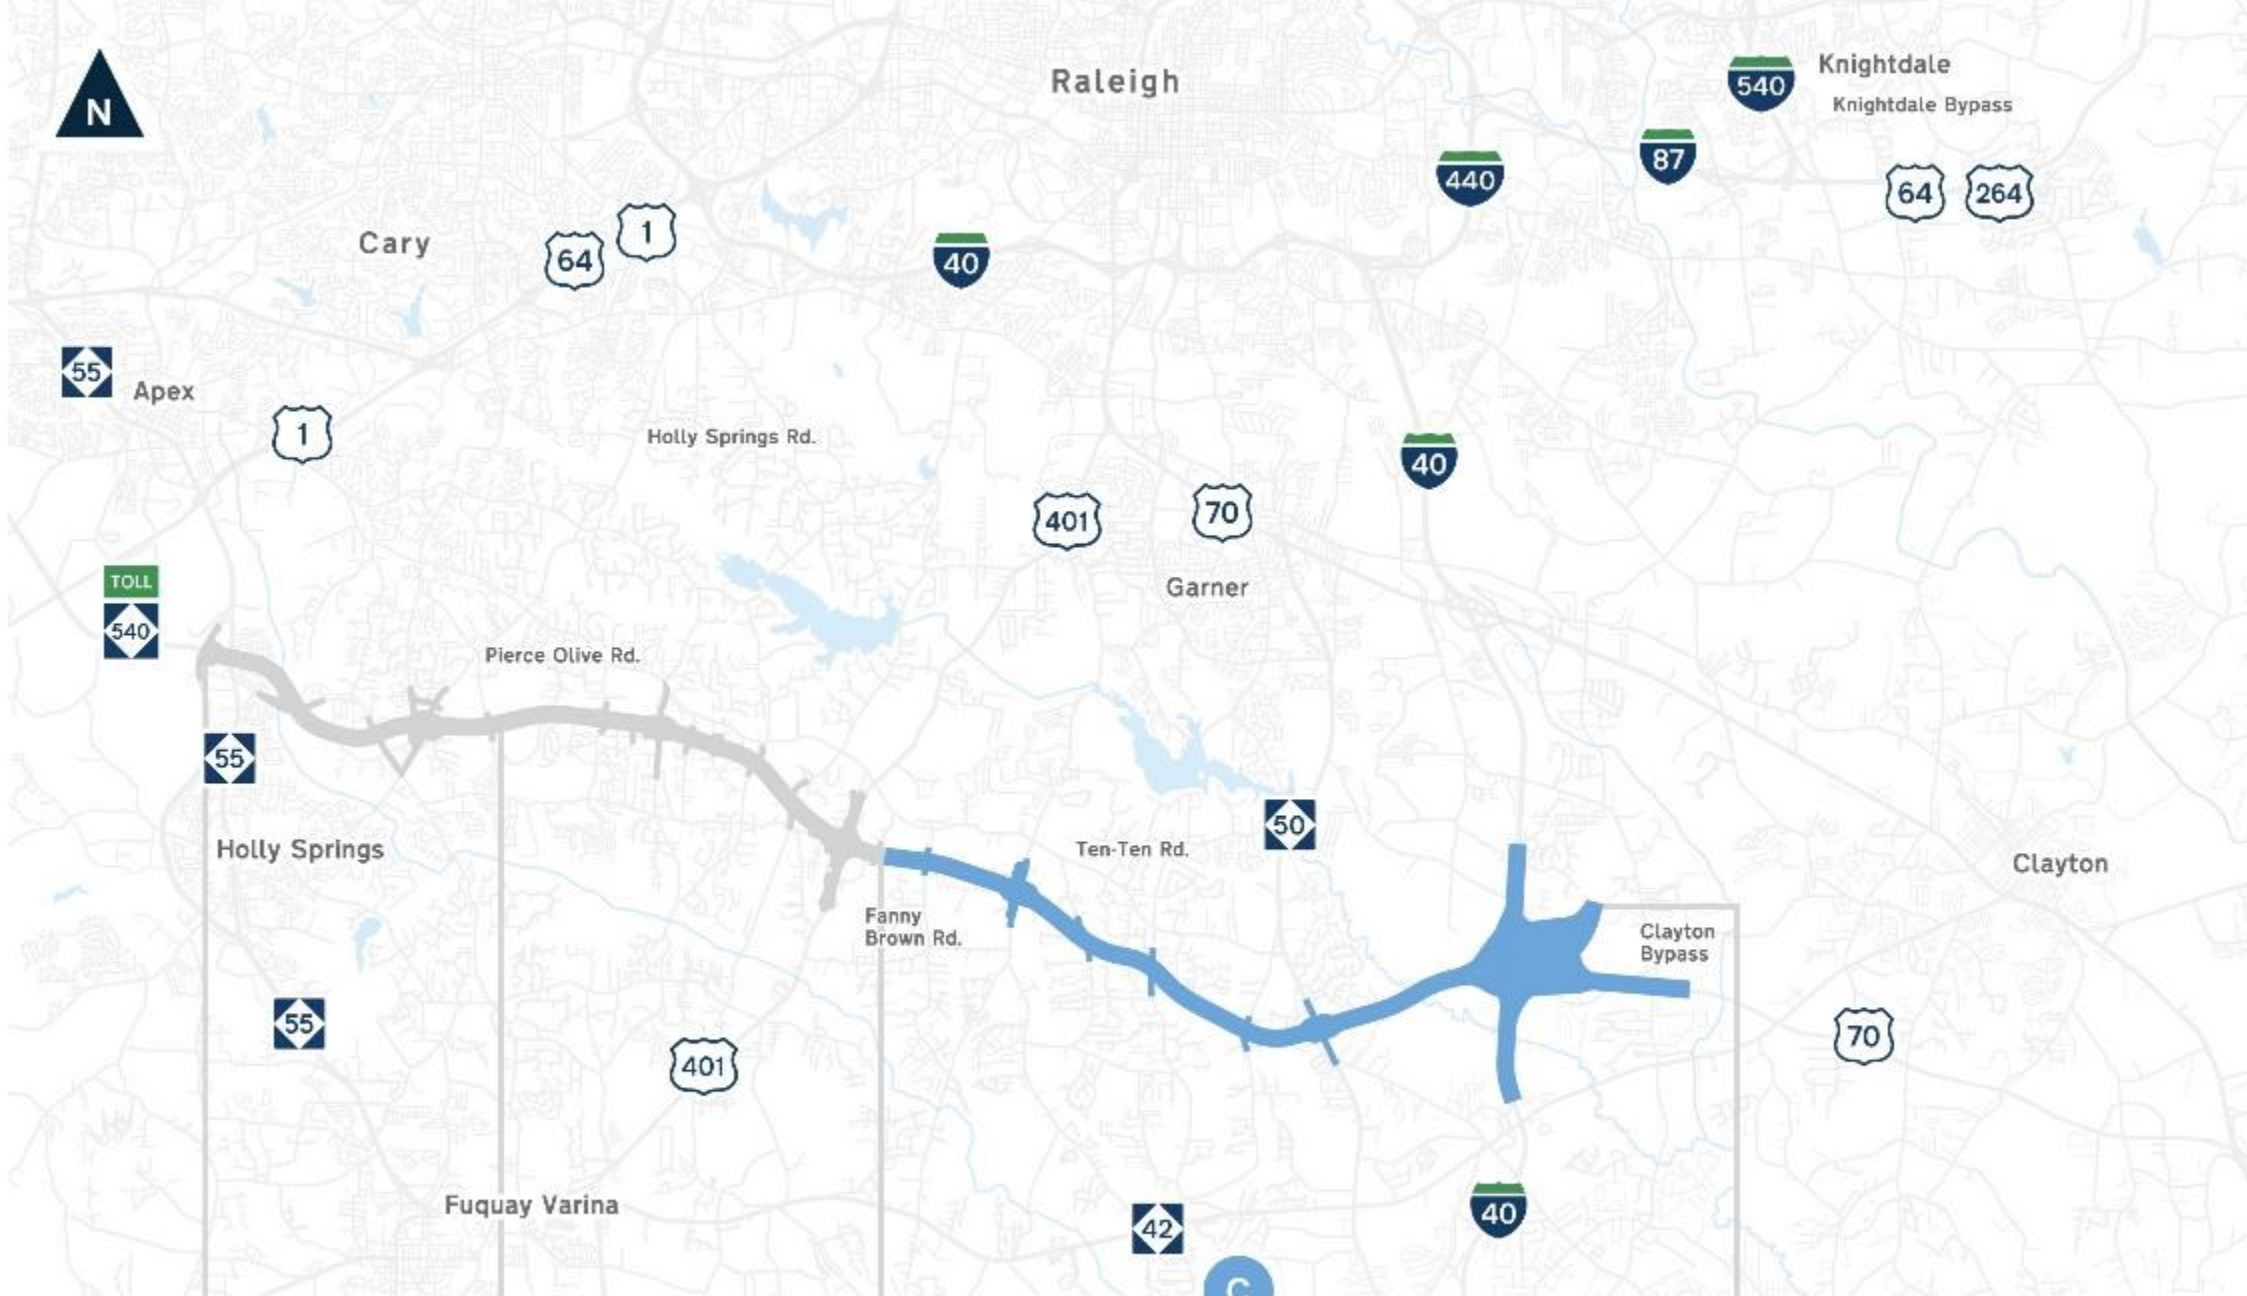 N
Raleigh
540
Knightdale
Knightdale Bypass
87
440
64
264
Cary
64
1
40
55
Apex
1
Holly Springs Rd.
40
401
70
Garner
TOLL
540
Pierce Olive Rd.
55
Holly Springs
Ten-Ten Rd.
50
Clayton
Fanny
Brown Rd.
Clayton
Bypass
55
401
70
Fuquay Varina
42
40
C